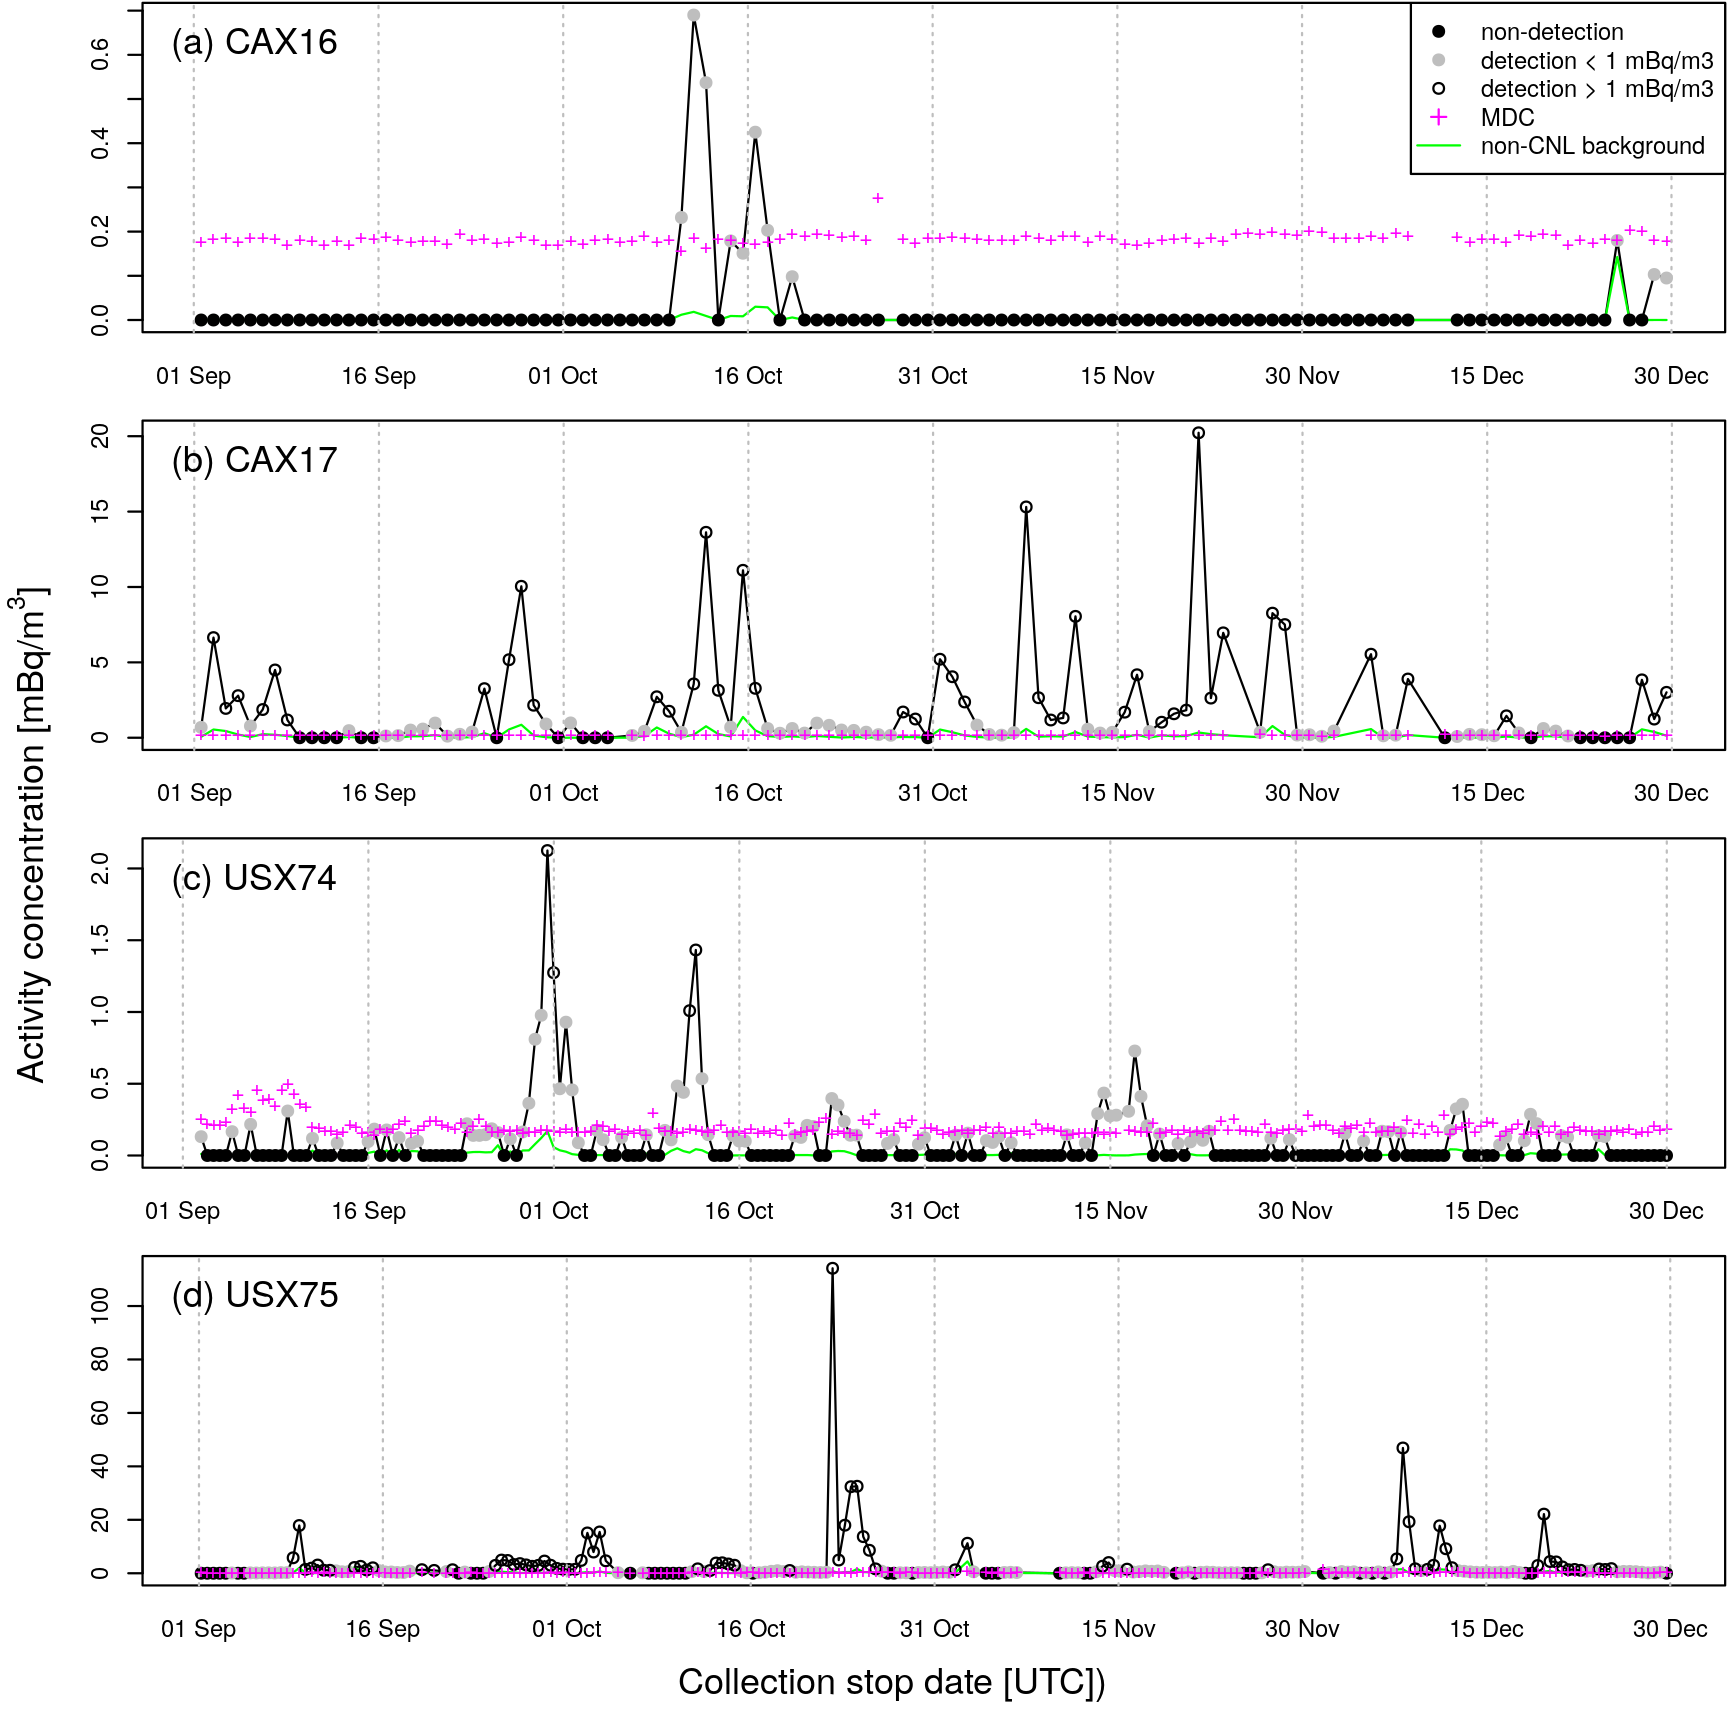 (a) CAX16
non-detection
detection < 1 mBq/m3
detection > 1 mBq/m3
MDC
non-CNL background
0.6
0.4
0.2
0.0
01 Sep 16 Sep 01 Oct 16 Oct 31 Oct 15 Nov 30 Nov 15 Dec 30 Dec
(b) CAX17
20
15
10
5
0
01 Sep 16 Sep 01 Oct 16 Oct 31 Oct 15 Nov 30 Nov 15 Dec 30 Dec
Activity concentration [mBq/m³]
(c) USX74
2.0
1.5
1.0
0.5
0.0
01 Sep 16 Sep 01 Oct 16 Oct 31 Oct 15 Nov 30 Nov 15 Dec 30 Dec
(d) USX75
100
80
60
40
20
0
01 Sep 16 Sep 01 Oct 16 Oct 31 Oct 15 Nov 30 Nov 15 Dec 30 Dec
Collection stop date [UTC])